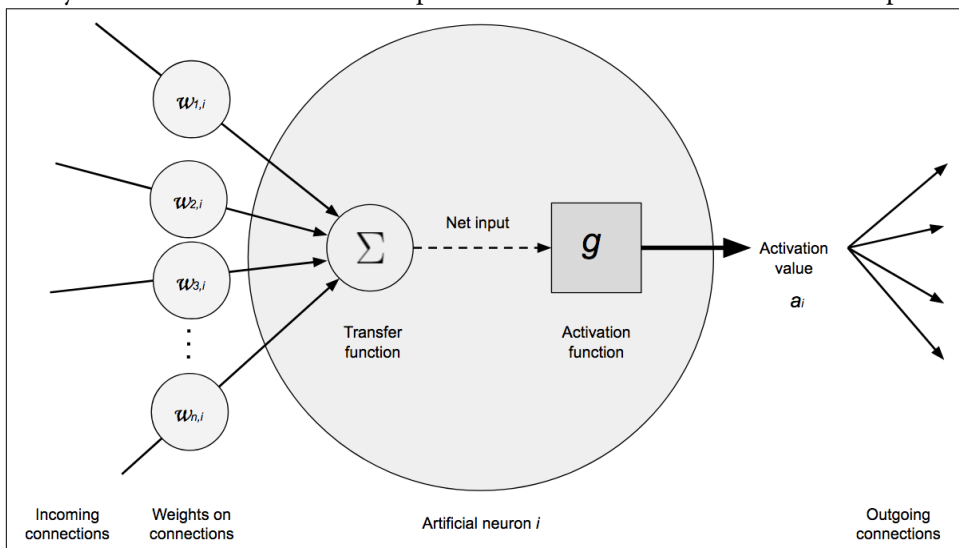 w1,i
w2,i
w3,i
wn,i
Σ
Net input
g
Transfer
function
Activation
function
Activation
value
ai
Incoming
connections
Weights on
connections
Artificial neuron i
Outgoing
connections